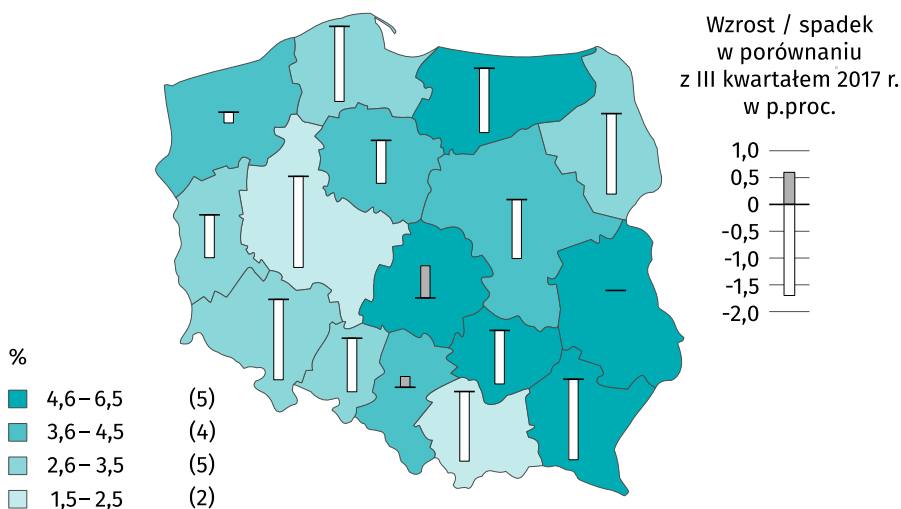 Wzrost / spadek
w porównaniu
z III kwartałem 2017 r.
w p.proc.
1,0
0,5
0
-0,5
-1,0
-1,5
-2,0
%
4,6 – 6,5 (5)
3,6 – 4,5 (4)
2,6 – 3,5 (5)
1,5 – 2,5 (2)